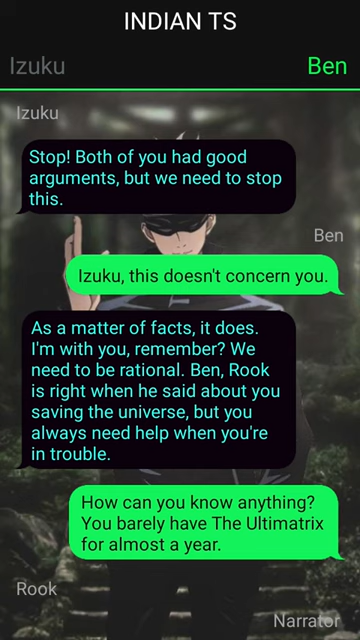 INDIAN TS
Izuku
Ben
Izuku
Stop! Both of you had good
arguments, but we need to stop
this.
Ben
Izuku, this doesn't concern you.
As a matter of facts, it does.
I'm with you, remember? We
need to be rational. Ben, Rook
is right when he said about you
saving the universe, but you
always need help when you're
in trouble.
How can you know anything?
You barely have The Ultimatrix
for almost a year.
Rook
Narrator